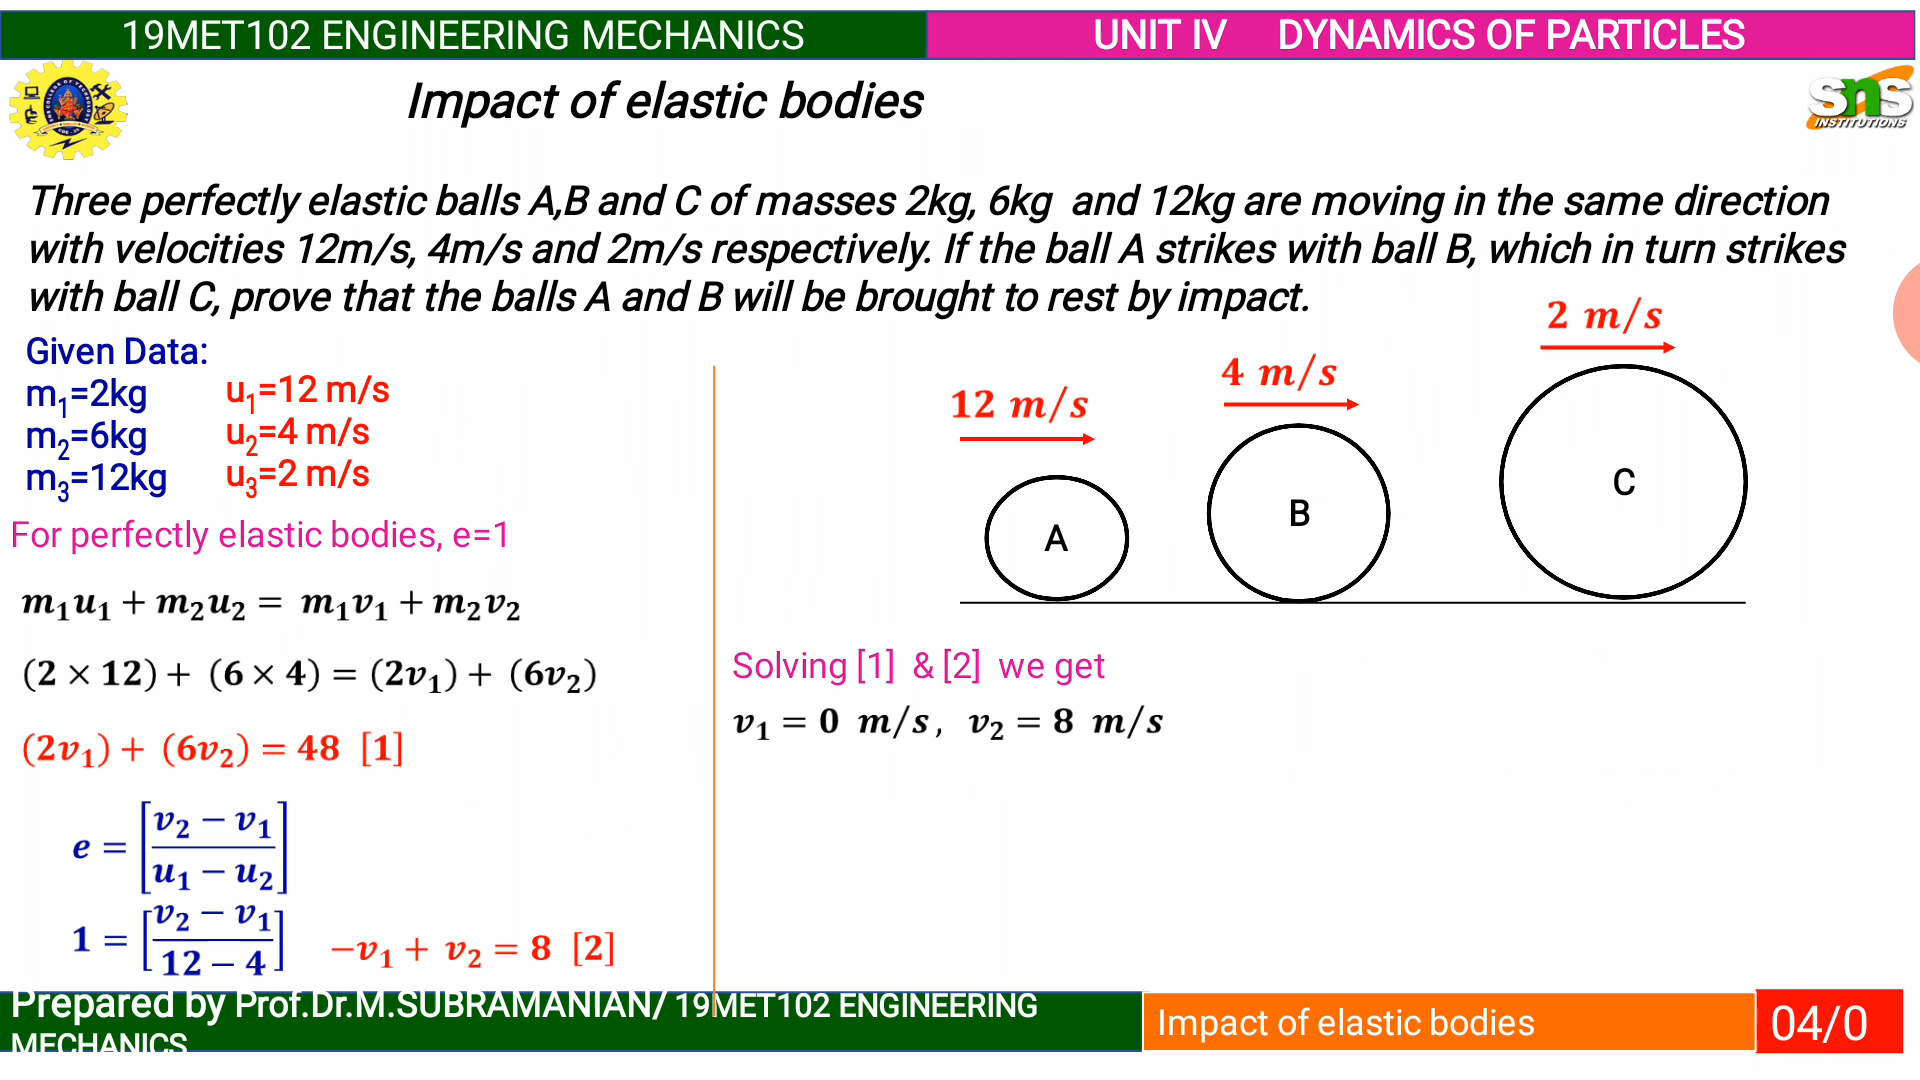 19MET102 ENGINEERING MECHANICS
UNIT IV DYNAMICS OF PARTICLES
Impact of elastic bodies
SNS
INSTITUTIONS
Three perfectly elastic balls A,B and C of masses 2kg, 6kg and 12kg are moving in the same direction
with velocities 12m/s, 4m/s and 2m/s respectively. If the ball A strikes with ball B, which in turn strikes
with ball C, prove that the balls A and B will be brought to rest by impact.
Given Data:
m₁=2kg u₁=12 m/s
m₂=6kg u₂=4 m/s
m₃=12kg u₃=2 m/s
For perfectly elastic bodies, e=1
m₁u₁ + m₂u₂ = m₁v₁ + m₂v₂
(2 × 12) + (6 × 4) = (2v₁) + (6v₂)
(2v₁) + (6v₂) = 48 [1]
e = [(v₂ − v₁)/(u₁ − u₂)]
1 = [(v₂ − v₁)/(12 − 4)] −v₁ + v₂ = 8 [2]
12 m/s
4 m/s
2 m/s
A
B
C
Solving [1] & [2] we get
v₁ = 0 m/s, v₂ = 8 m/s
Prepared by Prof.Dr.M.SUBRAMANIAN/ 19MET102 ENGINEERING
MECHANICS
Impact of elastic bodies
04/0